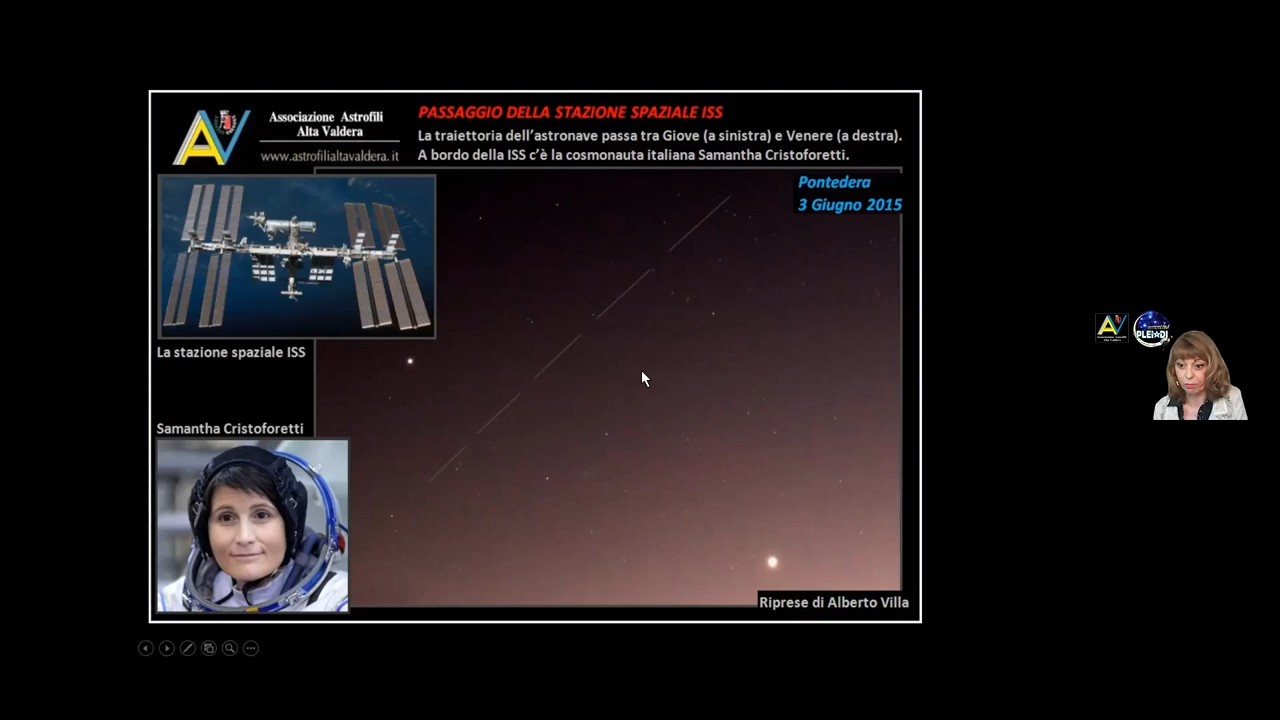 Associazione Astrofili
Alta Valdera
www.astrofilialtavaldera.it
PASSAGGIO DELLA STAZIONE SPAZIALE ISS
La traiettoria dell'astronave passa tra Giove (a sinistra) e Venere (a destra).
A bordo della ISS c'è la cosmonauta italiana Samantha Cristoforetti.
Pontedera
3 Giugno 2015
La stazione spaziale ISS
Samantha Cristoforetti
Riprese di Alberto Villa
AV
PLEIADI